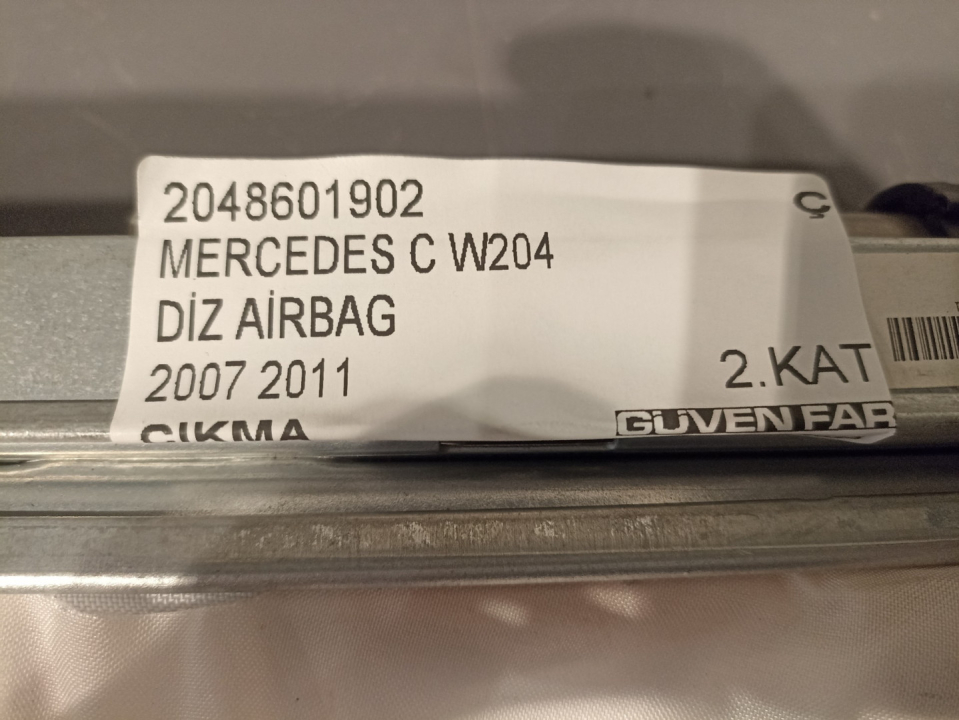 2048601902
Ç
MERCEDES C W204
DİZ AİRBAG
2007 2011
2.KAT
ÇIKMA
GÜVEN FAR